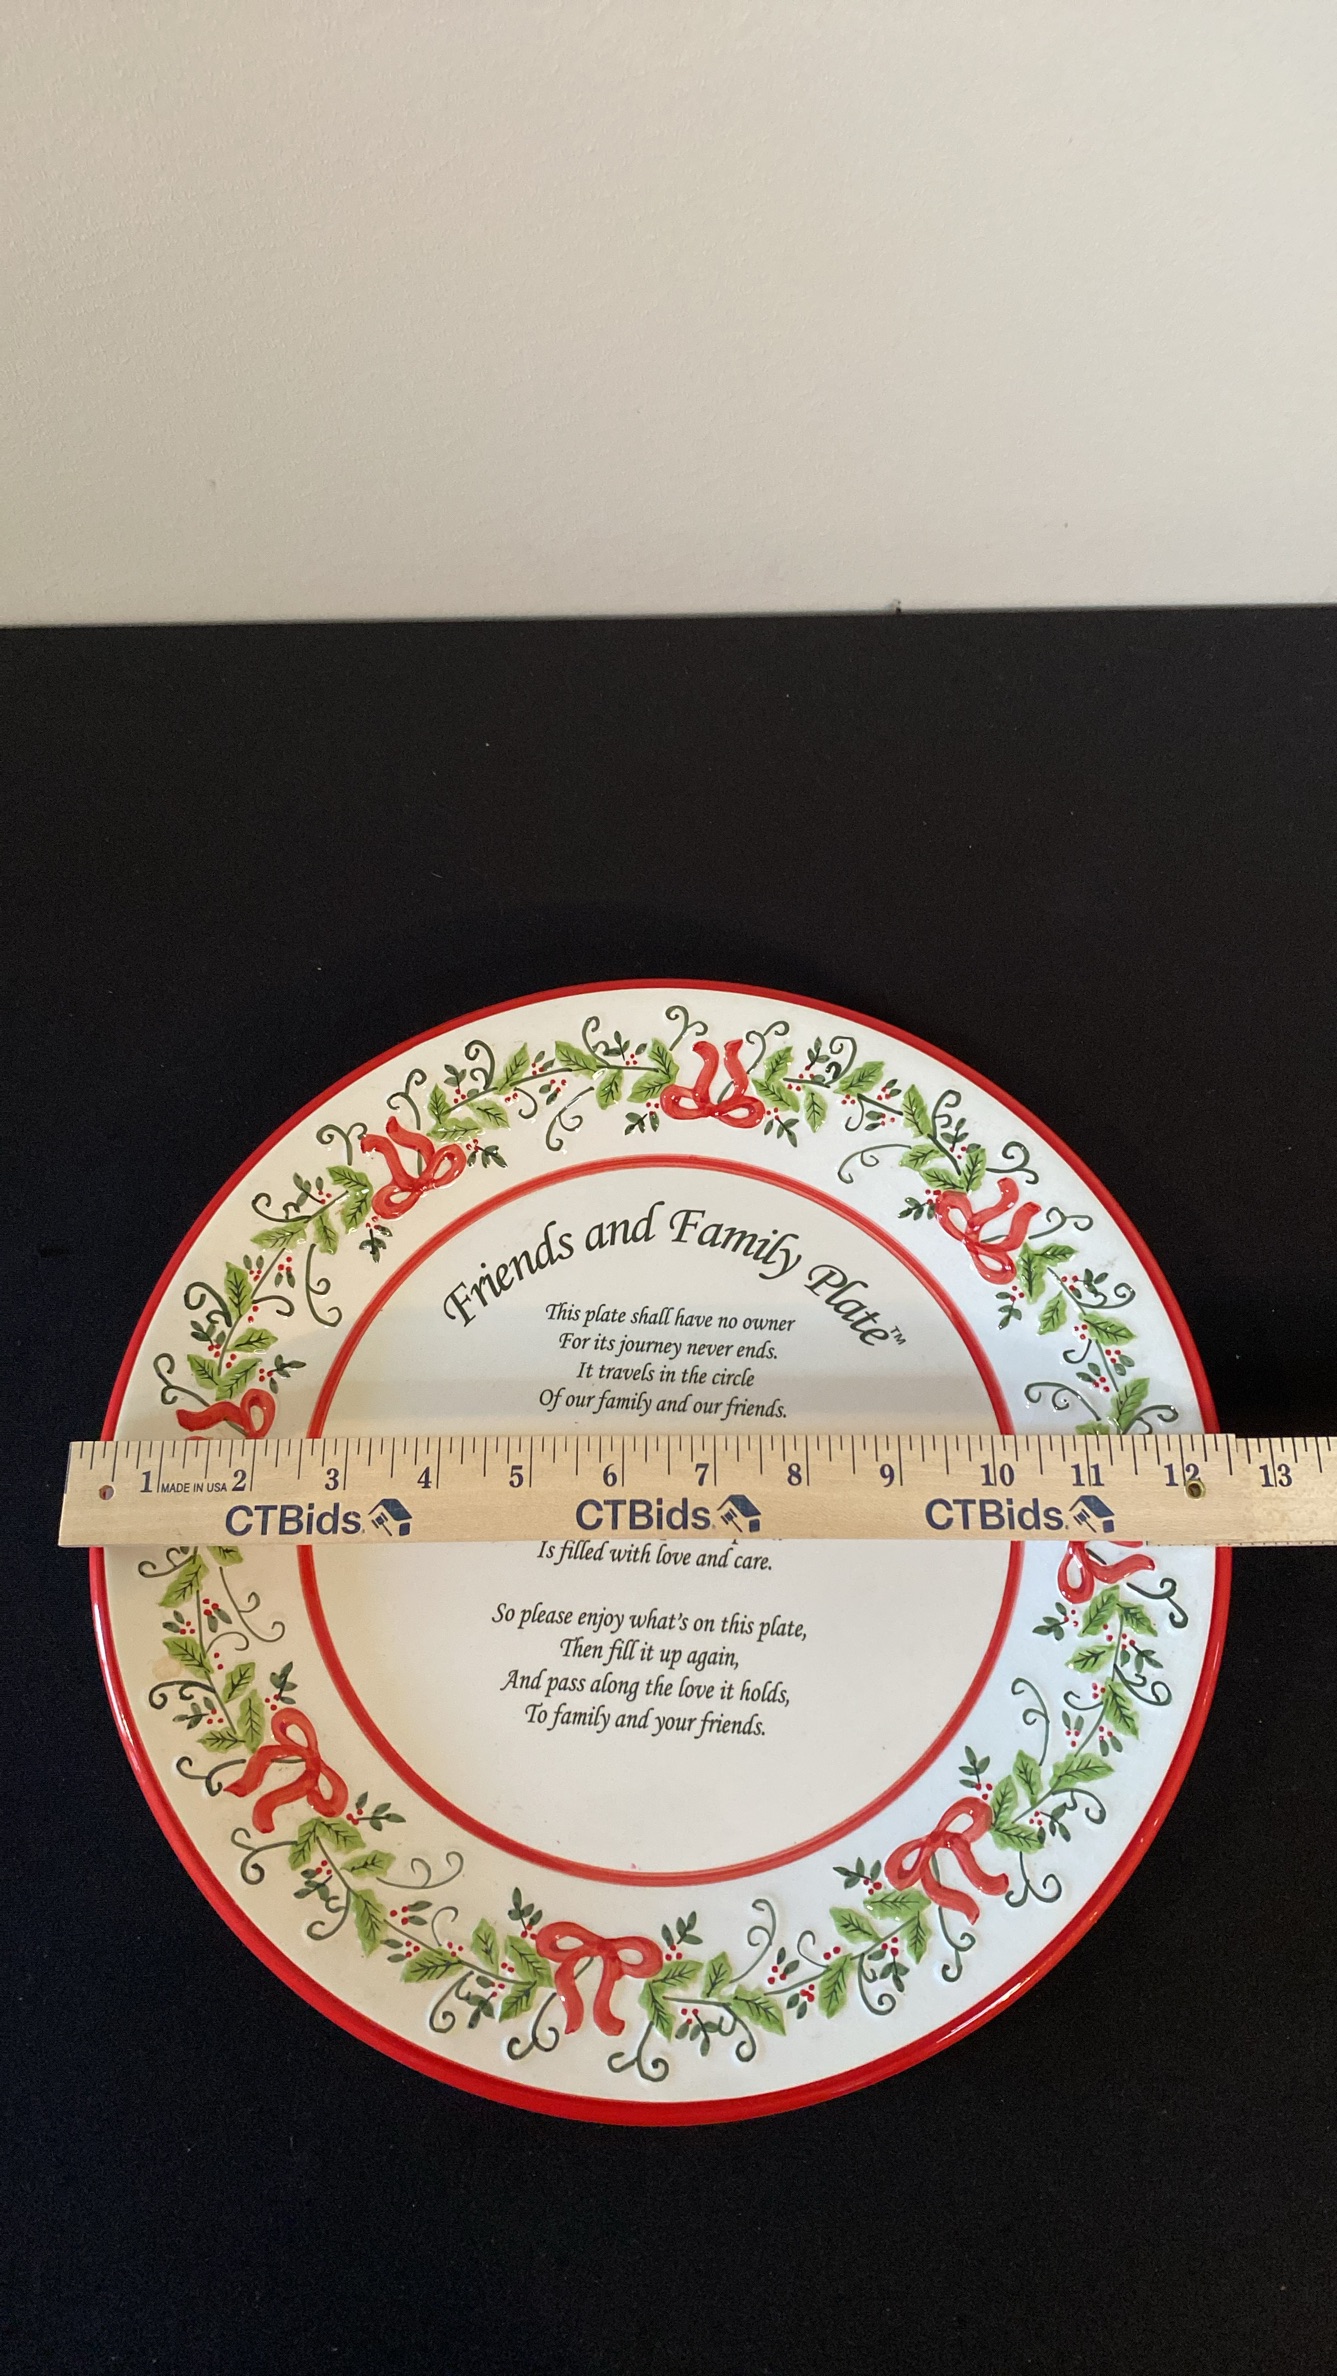 Friends and Family Plate™
This plate shall have no owner
For its journey never ends.
It travels in the circle
Of our family and our friends.
1 MADE IN USA 2 3 4 5 6 7 8 9 10 11 12 13
CTBids. CTBids. CTBids.
Is filled with love and care.
So please enjoy what's on this plate,
Then fill it up again,
And pass along the love it holds,
To family and your friends.